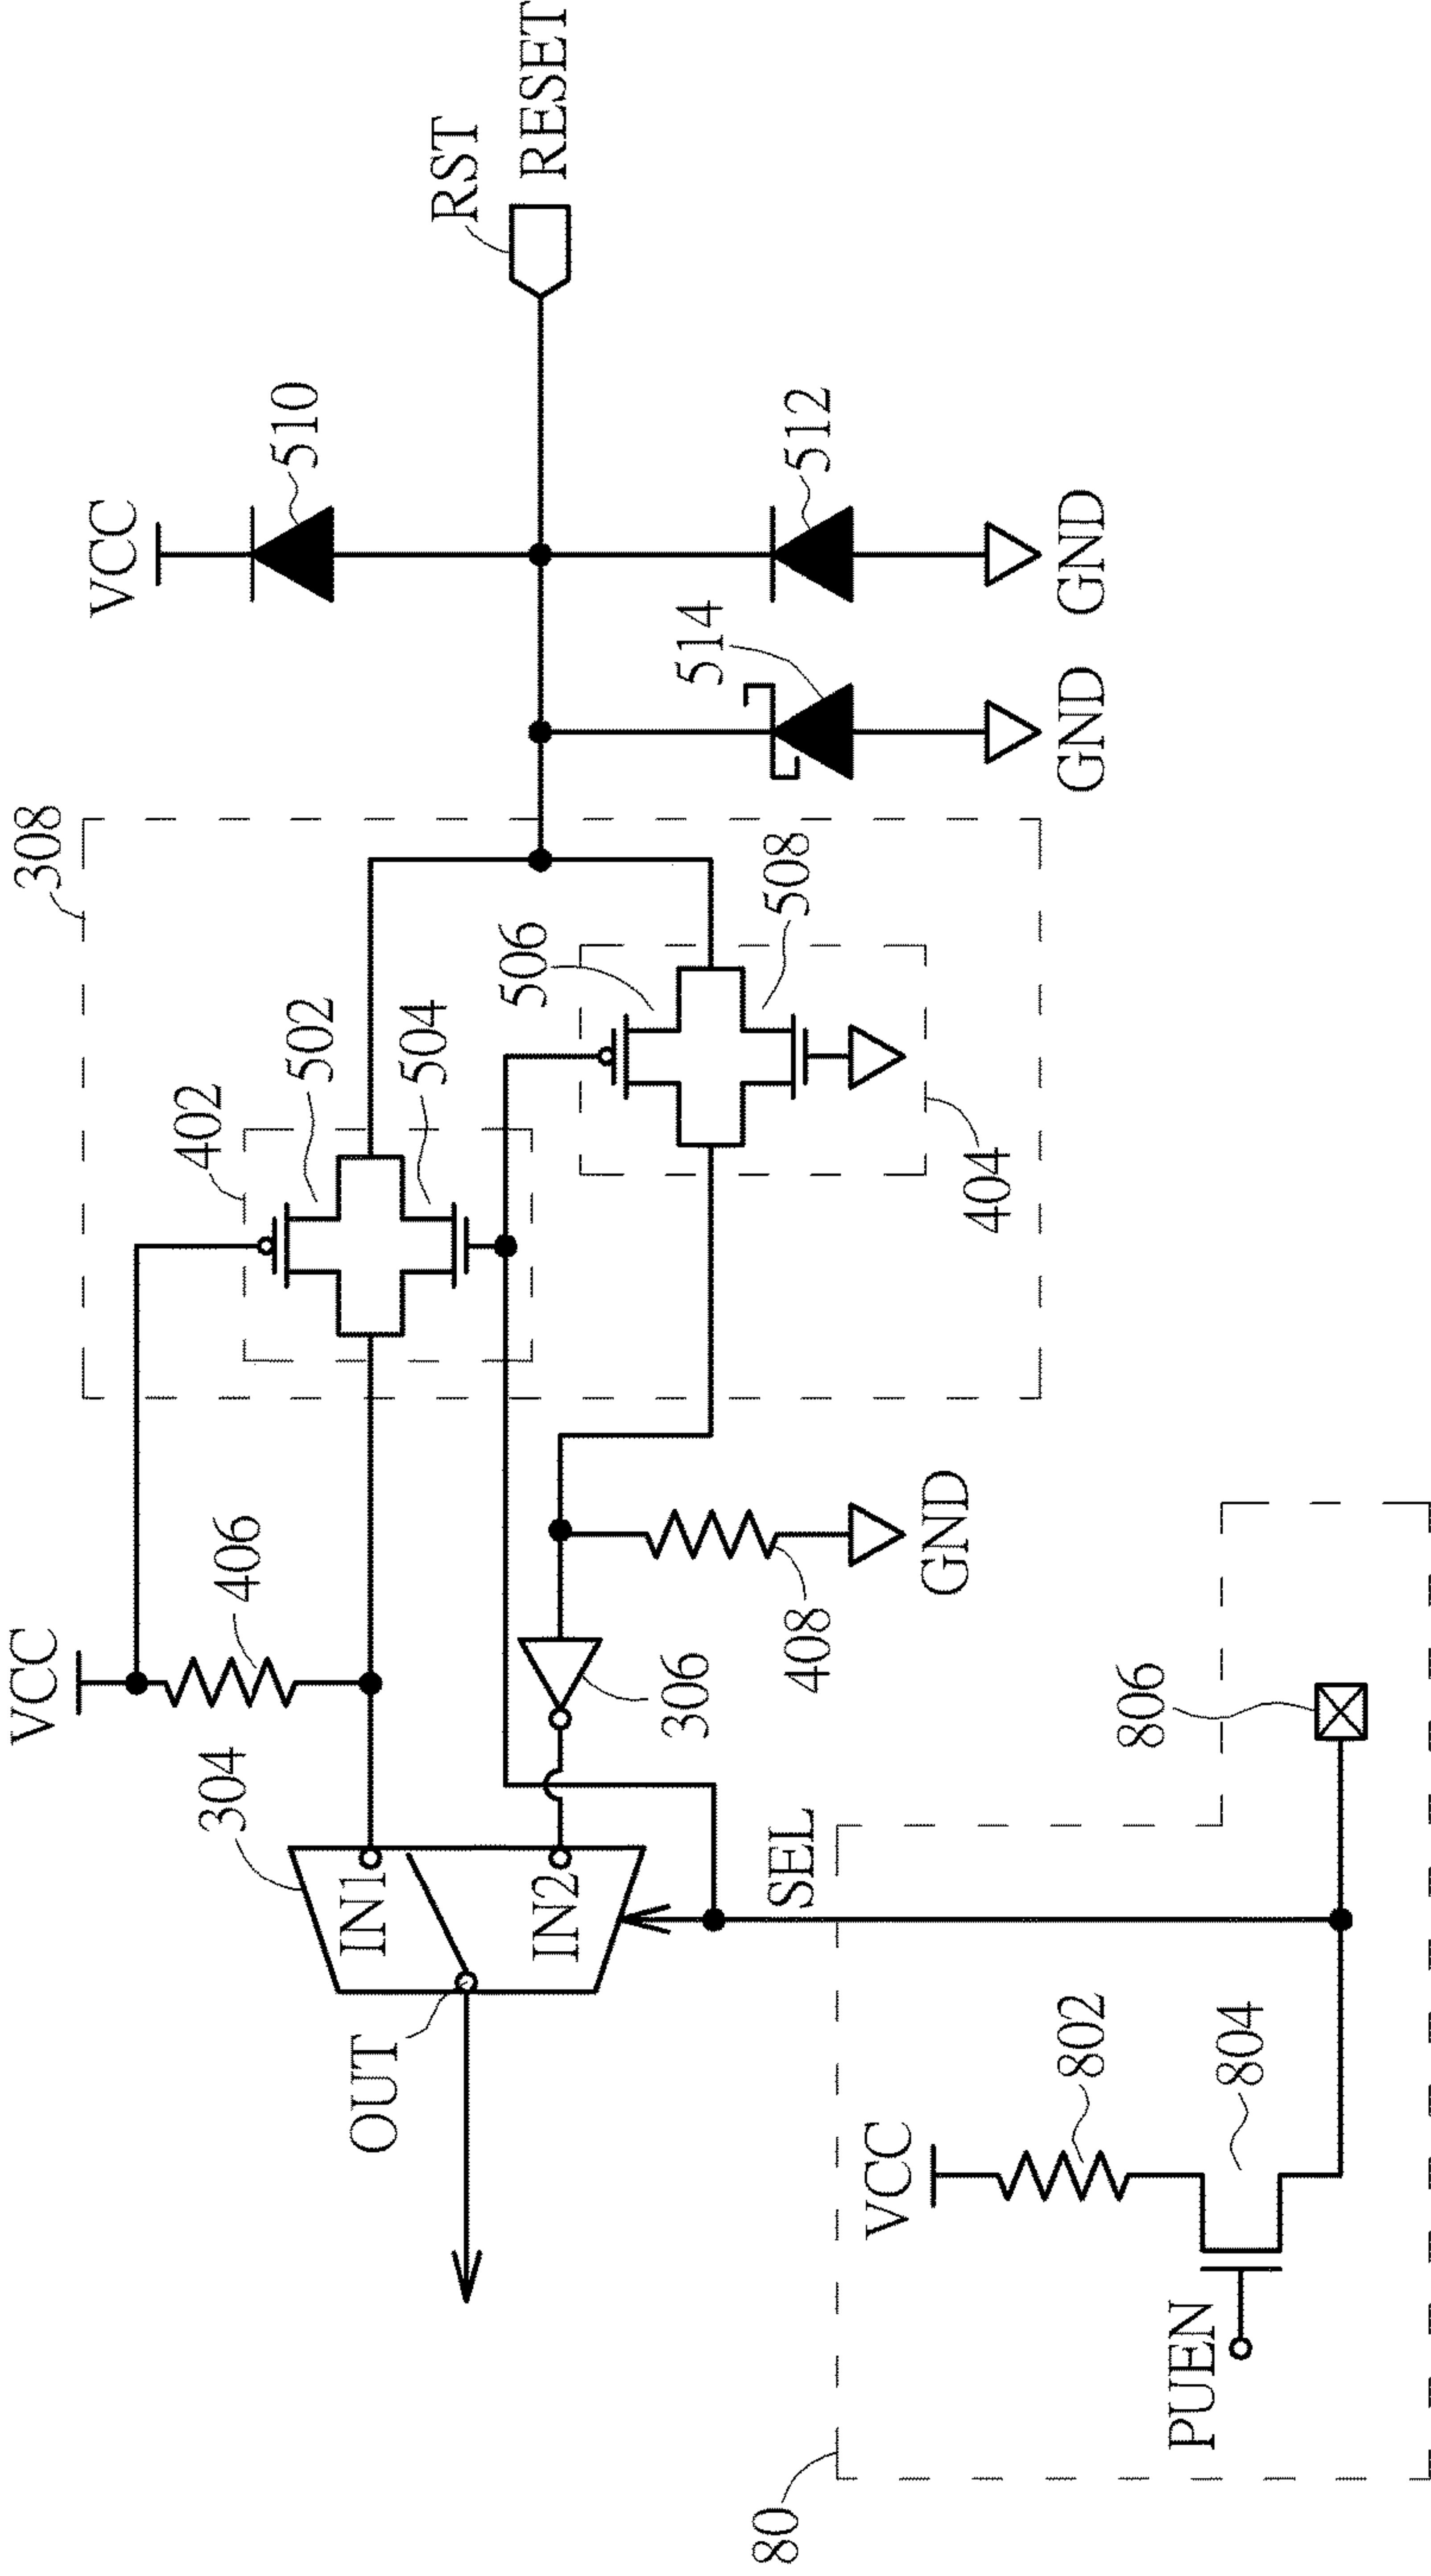 308
VCC
510
RST
RESET
402
502
504
506
508
404
514
512
GND
GND
VCC
406
304
IN1
IN2
OUT
306
408
GND
SEL
806
VCC
802
804
PUEN
80